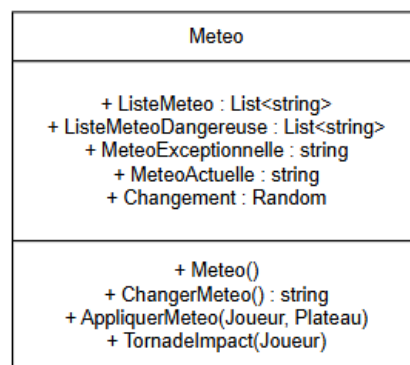 Meteo
+ ListeMeteo : List<string>
+ ListeMeteoDangereuse : List<string>
+ MeteoExceptionnelle : string
+ MeteoActuelle : string
+ Changement : Random
+ Meteo()
+ ChangerMeteo() : string
+ AppliquerMeteo(Joueur, Plateau)
+ TornadeImpact(Joueur)